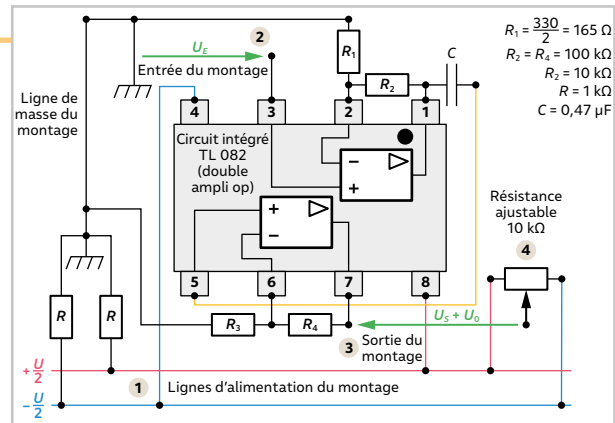 U_E
2
Entrée du montage
R₁
C
R₁ = 330/2 = 165 Ω
R₂ = R₄ = 100 kΩ
R₂ = 10 kΩ
R = 1 kΩ
C = 0,47 µF
Ligne de
masse du
montage
R₂
4
3
2
1
Circuit intégré
TL 082
(double
ampli op)
−
+
▷
+
−
▷
Résistance
ajustable
10 kΩ
4
5
6
7
8
R
R
R₃
R₄
U_S + U_0
3
Sortie du
montage
+U/2
1
Lignes d'alimentation du montage
−U/2